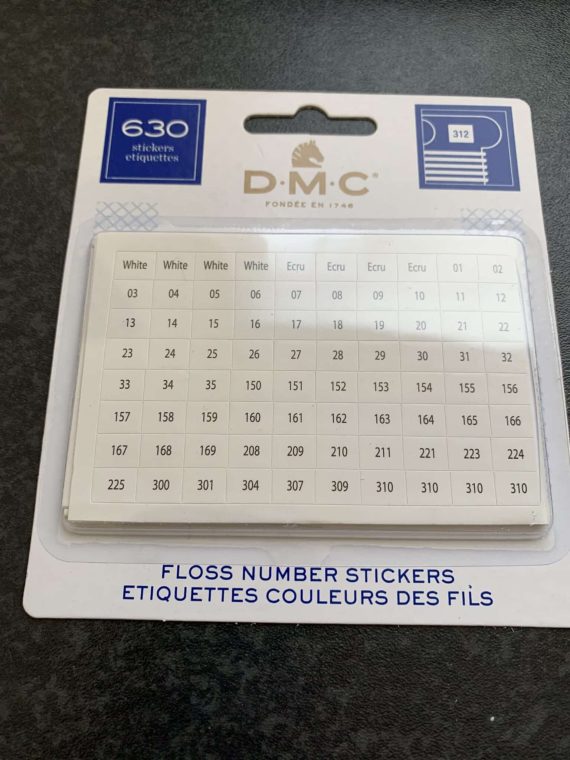 630
stickers
etiquettes
312
D·M·C®
FONDÉE EN 1746
White White White White Ecru Ecru Ecru Ecru 01 02
03 04 05 06 07 08 09 10 11 12
13 14 15 16 17 18 19 20 21 22
23 24 25 26 27 28 29 30 31 32
33 34 35 150 151 152 153 154 155 156
157 158 159 160 161 162 163 164 165 166
167 168 169 208 209 210 211 221 223 224
225 300 301 304 307 309 310 310 310 310
FLOSS NUMBER STICKERS
ETIQUETTES COULEURS DES FILS